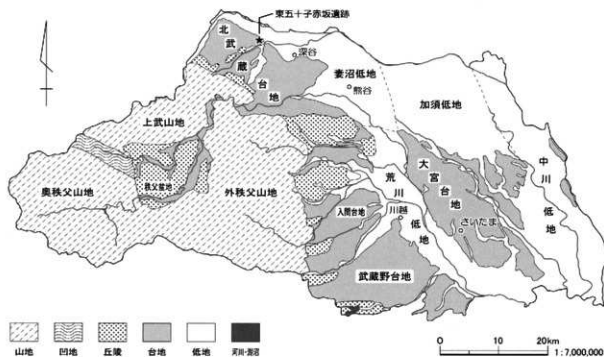 東五十子赤坂遺跡
北武蔵台地
深谷
妻沼低地
熊谷
加須低地
上武山地
中川低地
大宮台地
秩父盆地
奥秩父山地
外秩父山地
荒川低地
入間台地
川越
さいたま
武蔵野台地
山地
凹地
丘陵
台地
低地
河川・湖沼
0 10 20km
1:7,000,000